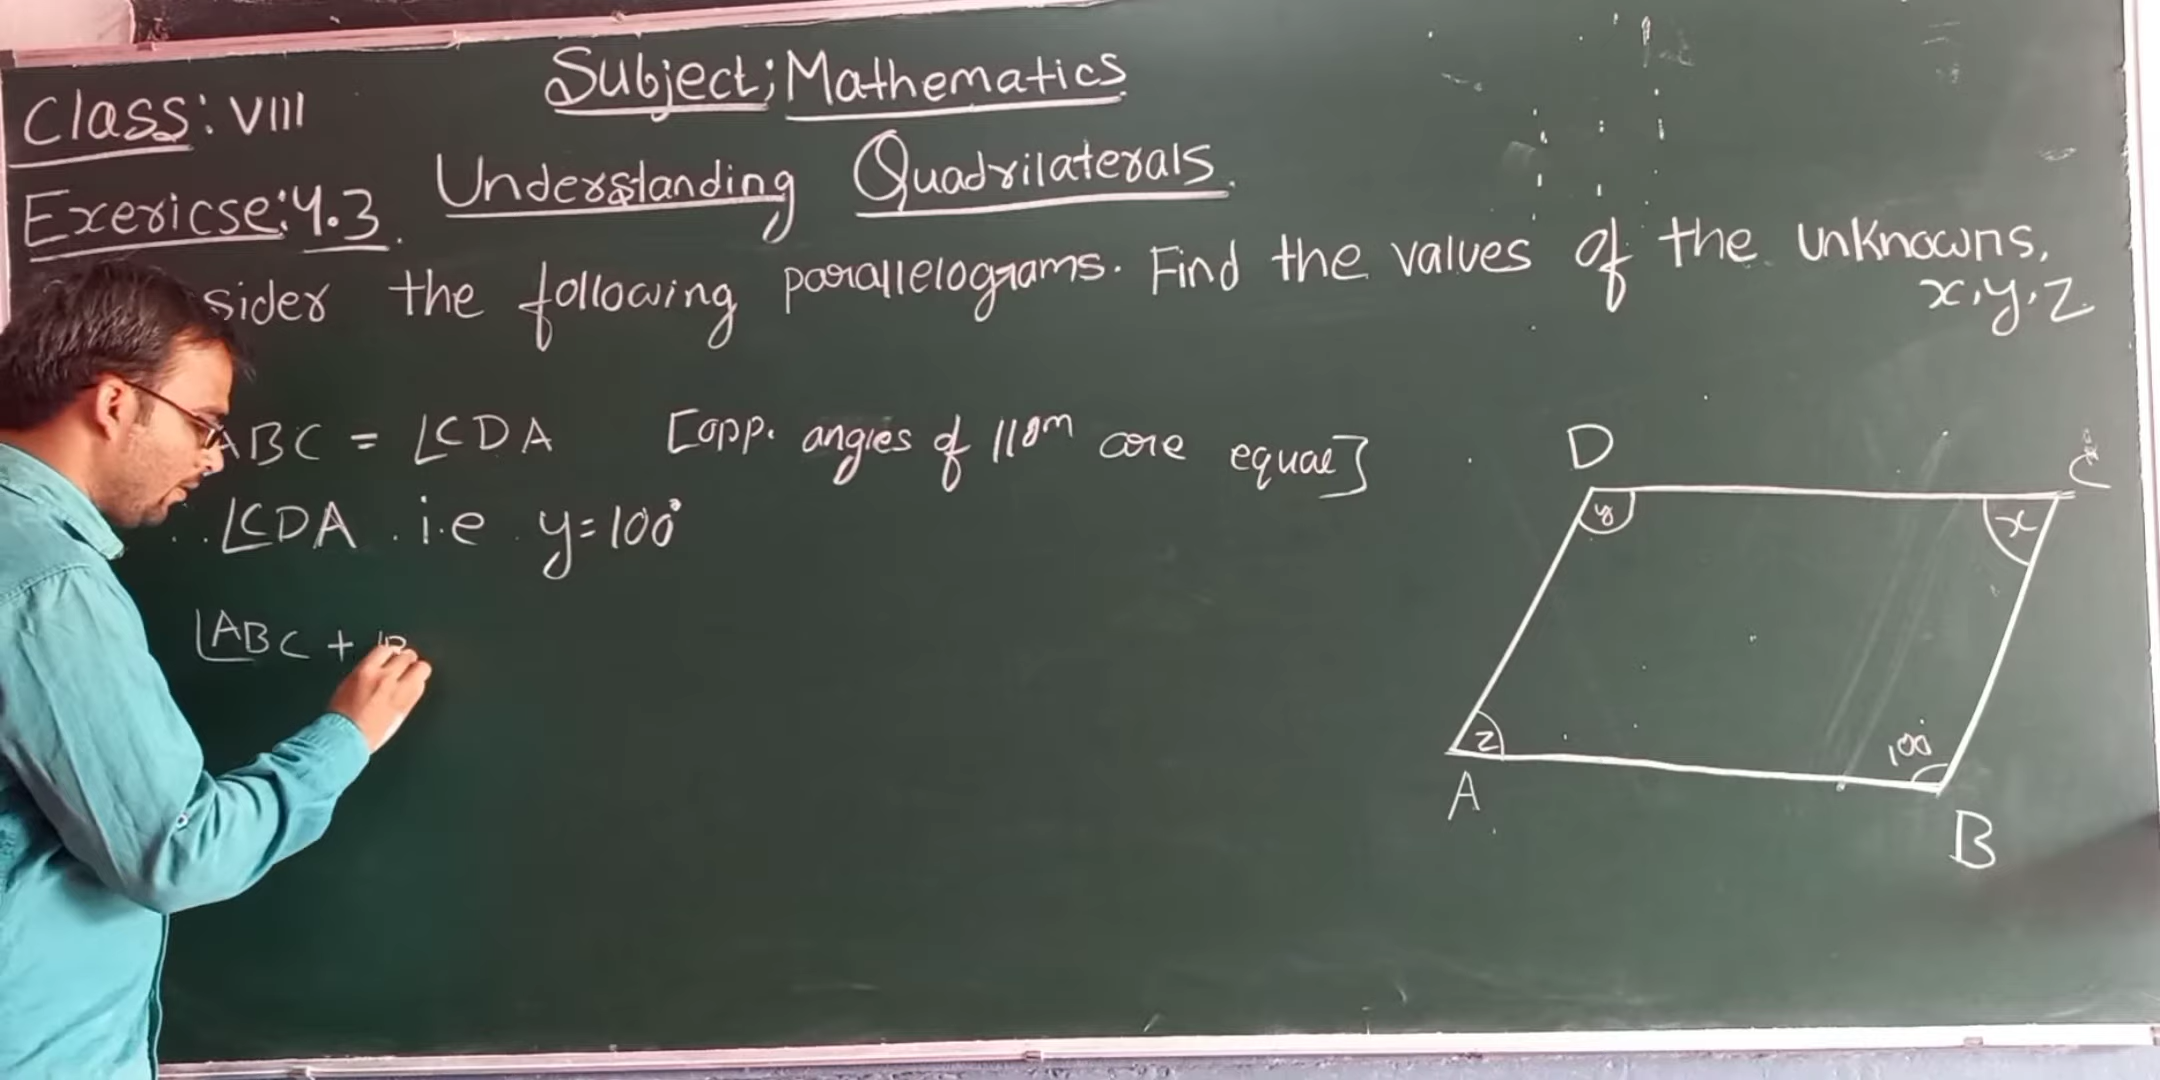 Subject; Mathematics
Class: VIII
Understanding Quadrilaterals.
Exericse: 4.3.
sider the following parallelograms. Find the values of the unknowns,
x, y, z.
ABC = ∠CDA [opp. angles of ||gm are equal]
∴ ∠CDA i.e y = 100°
∠ABC +
D
C
y
x
z
100°
A
B